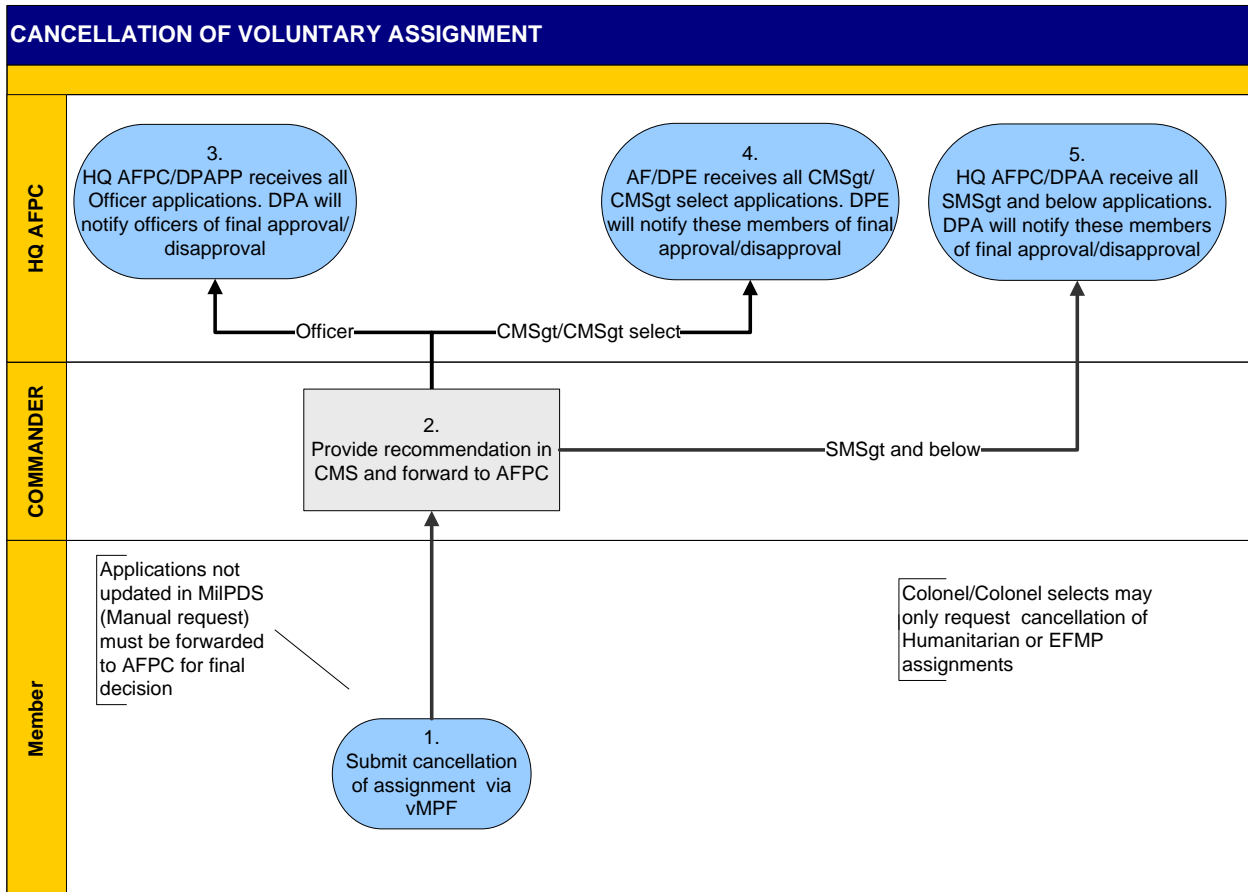 CANCELLATION OF VOLUNTARY ASSIGNMENT
HQ AFPC
3.
HQ AFPC/DPAPP receives all
Officer applications. DPA will
notify officers of final approval/
disapproval
4.
AF/DPE receives all CMSgt/
CMSgt select applications. DPE
will notify these members of final
approval/disapproval
5.
HQ AFPC/DPAA receive all
SMSgt and below applications.
DPA will notify these members
of final approval/disapproval
Officer
CMSgt/CMSgt select
COMMANDER
2.
Provide recommendation in
CMS and forward to AFPC
SMSgt and below
Member
Applications not
updated in MilPDS
(Manual request)
must be forwarded
to AFPC for final
decision
Colonel/Colonel selects may
only request cancellation of
Humanitarian or EFMP
assignments
1.
Submit cancellation
of assignment via
vMPF